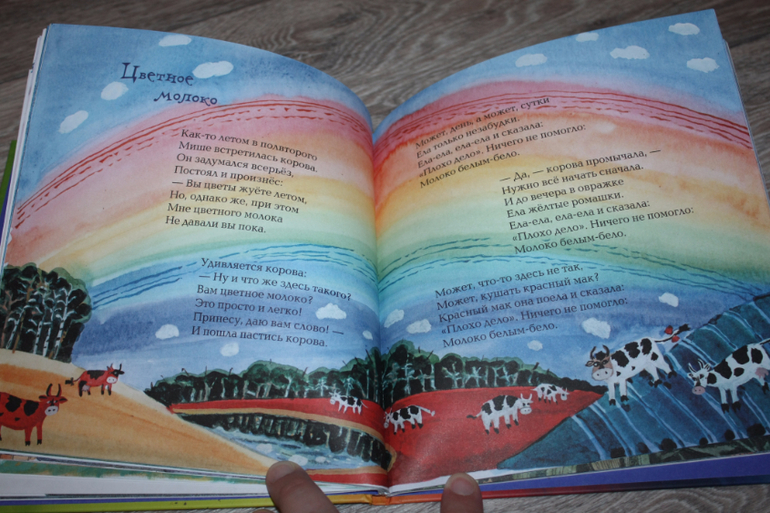 Цветное
молоко
Как-то летом в полвторого
Мише встретилась корова.
Он задумался всерьёз,
Постоял и произнёс:
— Вы цветы жуёте летом,
Но, однако же, при этом
Мне цветного молока
Не давали вы пока.
Удивляется корова:
— Ну и что же здесь такого?
Вам цветное молоко?
Это просто и легко!
Принесу, даю вам слово! —
И пошла пастись корова.
Может, день, а может, сутки
Ела только незабудки.
Ела-ела, ела-ела и сказала:
«Плохо дело». Ничего не помогло:
Молоко белым-бело.
— Да, — корова промычала, —
Нужно всё начать сначала.
И до вечера в овражке
Ела жёлтые ромашки.
Ела-ела, ела-ела и сказала:
«Плохо дело». Ничего не помогло:
Молоко белым-бело.
Может, что-то здесь не так,
Может, кушать красный мак?
Красный мак она поела и сказала:
«Плохо дело». Ничего не помогло:
Молоко белым-бело.